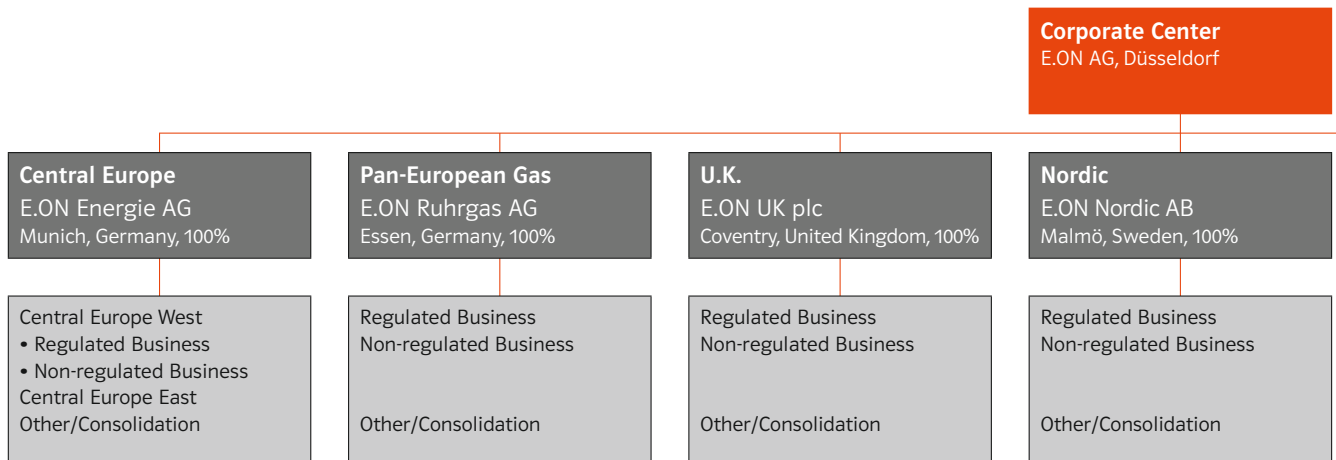 Corporate Center
E.ON AG, Düsseldorf
Central Europe
E.ON Energie AG
Munich, Germany, 100%
Pan-European Gas
E.ON Ruhrgas AG
Essen, Germany, 100%
U.K.
E.ON UK plc
Coventry, United Kingdom, 100%
Nordic
E.ON Nordic AB
Malmö, Sweden, 100%
Central Europe West
• Regulated Business
• Non-regulated Business
Central Europe East
Other/Consolidation
Regulated Business
Non-regulated Business
Other/Consolidation
Regulated Business
Non-regulated Business
Other/Consolidation
Regulated Business
Non-regulated Business
Other/Consolidation